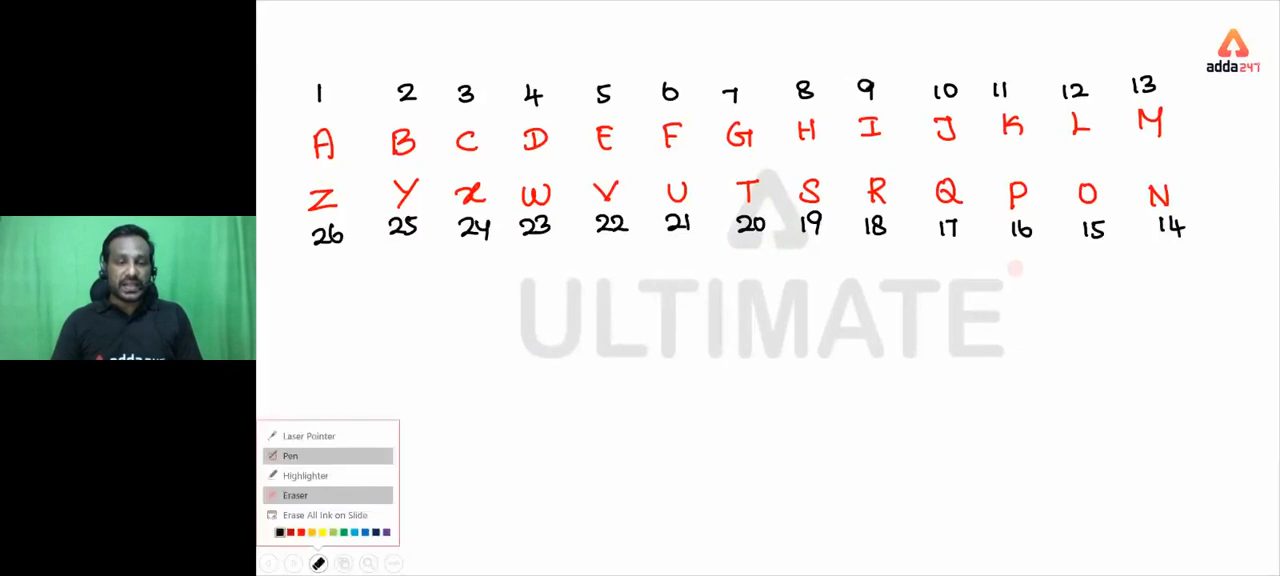 adda247
1 2 3 4 5 6 7 8 9 10 11 12 13
A B C D E F G H I J K L M
Z Y X W V U T S R Q P O N
26 25 24 23 22 21 20 19 18 17 16 15 14
ULTIMATE
adda247
Laser Pointer
Pen
Highlighter
Eraser
Erase All Ink on Slide